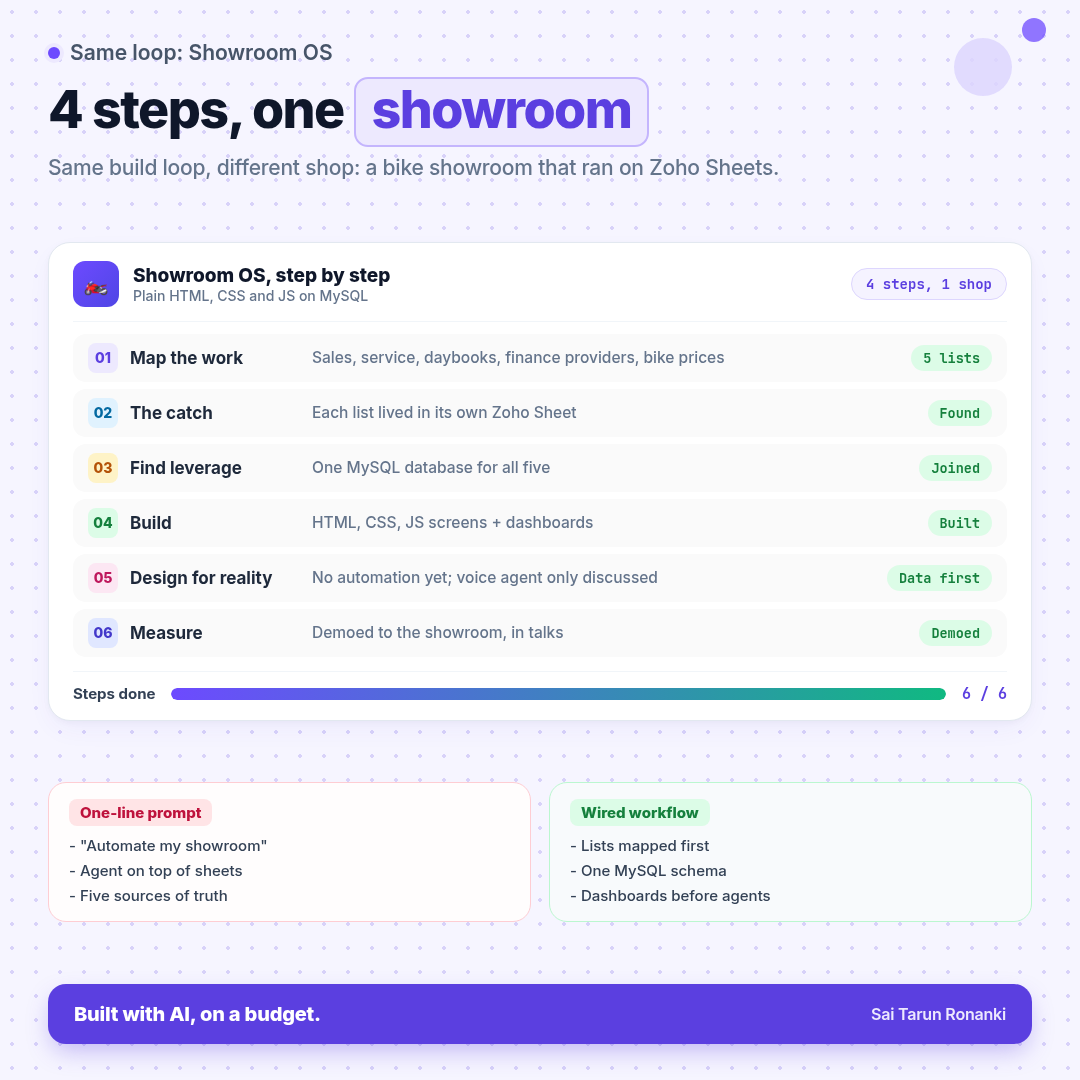 Same loop: Showroom OS
4 steps, one showroom
Same build loop, different shop: a bike showroom that ran on Zoho Sheets.
Showroom OS, step by step
Plain HTML, CSS and JS on MySQL
4 steps, 1 shop
01 Map the work Sales, service, daybooks, finance providers, bike prices 5 lists
02 The catch Each list lived in its own Zoho Sheet Found
03 Find leverage One MySQL database for all five Joined
04 Build HTML, CSS, JS screens + dashboards Built
05 Design for reality No automation yet; voice agent only discussed Data first
06 Measure Demoed to the showroom, in talks Demoed
Steps done 6 / 6
One-line prompt
- "Automate my showroom"
- Agent on top of sheets
- Five sources of truth
Wired workflow
- Lists mapped first
- One MySQL schema
- Dashboards before agents
Built with AI, on a budget.
Sai Tarun Ronanki